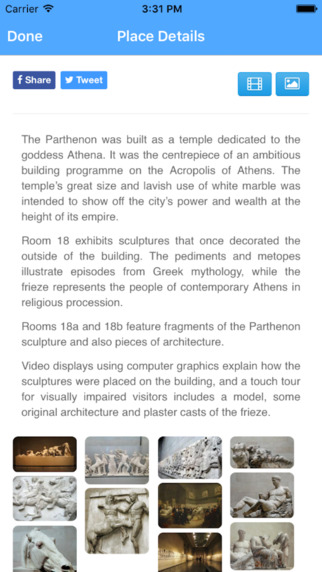 Carrier 3:31 PM
Done Place Details
Share Tweet
The Parthenon was built as a temple dedicated to the
goddess Athena. It was the centrepiece of an ambitious
building programme on the Acropolis of Athens. The
temple's great size and lavish use of white marble was
intended to show off the city's power and wealth at the
height of its empire.
Room 18 exhibits sculptures that once decorated the
outside of the building. The pediments and metopes
illustrate episodes from Greek mythology, while the
frieze represents the people of contemporary Athens in
religious procession.
Rooms 18a and 18b feature fragments of the Parthenon
sculpture and also pieces of architecture.
Video displays using computer graphics explain how the
sculptures were placed on the building, and a touch tour
for visually impaired visitors includes a model, some
original architecture and plaster casts of the frieze.